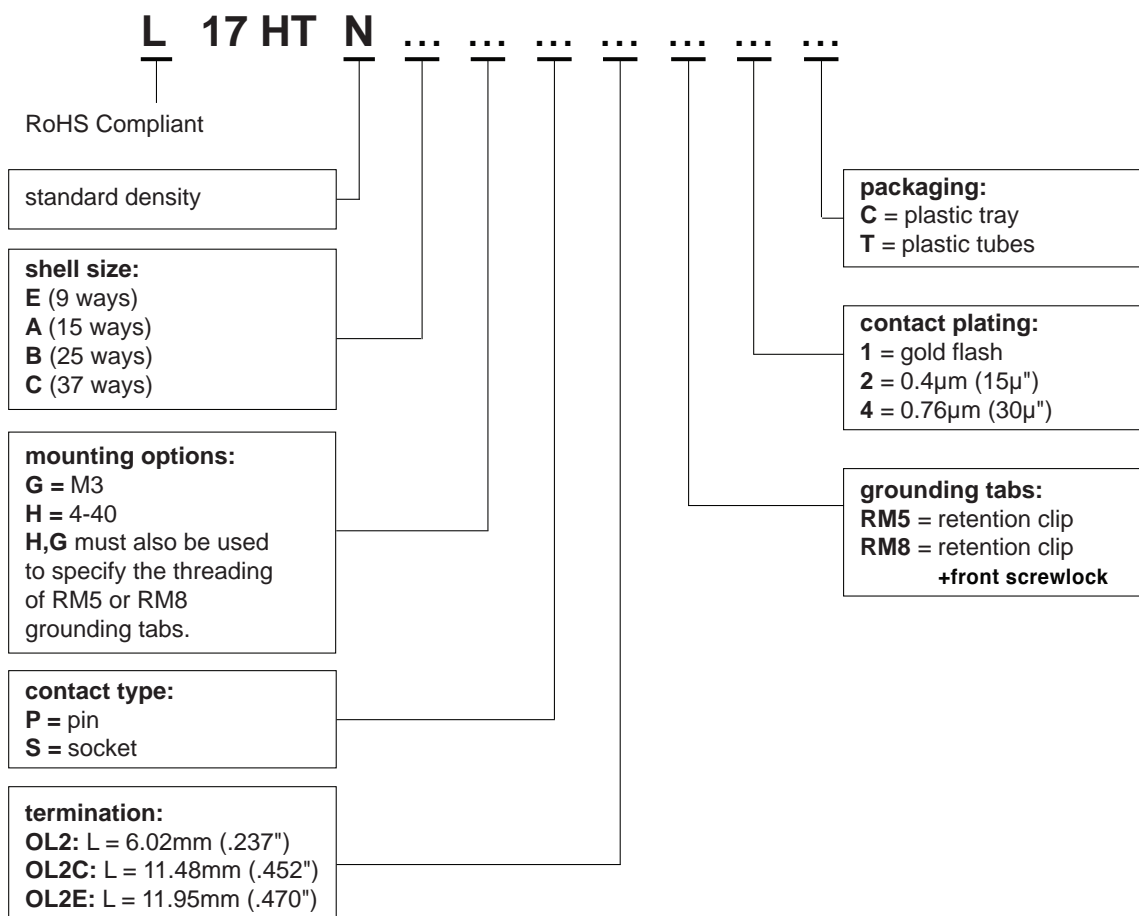 L 17 HT N ... ... ... ... ... ... ...
RoHS Compliant
standard density
shell size:
E (9 ways)
A (15 ways)
B (25 ways)
C (37 ways)
mounting options:
G = M3
H = 4-40
H,G must also be used
to specify the threading
of RM5 or RM8
grounding tabs.
contact type:
P = pin
S = socket
termination:
OL2: L = 6.02mm (.237")
OL2C: L = 11.48mm (.452")
OL2E: L = 11.95mm (.470")
packaging:
C = plastic tray
T = plastic tubes
contact plating:
1 = gold flash
2 = 0.4µm (15µ")
4 = 0.76µm (30µ")
grounding tabs:
RM5 = retention clip
RM8 = retention clip
+front screwlock